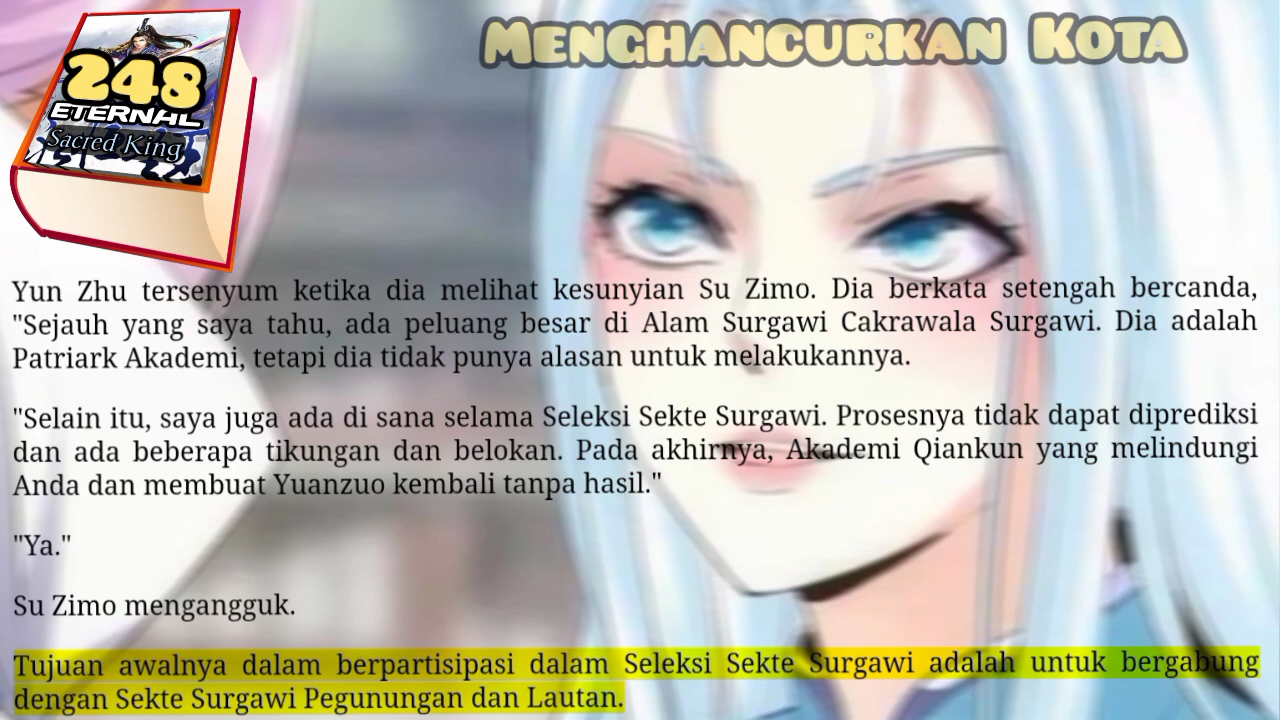 Menghancurkan Kota
248
ETERNAL
Sacred King
Yun Zhu tersenyum ketika dia melihat kesunyian Su Zimo. Dia berkata setengah bercanda,
"Sejauh yang saya tahu, ada peluang besar di Alam Surgawi Cakrawala Surgawi. Dia adalah
Patriark Akademi, tetapi dia tidak punya alasan untuk melakukannya.
"Selain itu, saya juga ada di sana selama Seleksi Sekte Surgawi. Prosesnya tidak dapat diprediksi
dan ada beberapa tikungan dan belokan. Pada akhirnya, Akademi Qiankun yang melindungi
Anda dan membuat Yuanzuo kembali tanpa hasil."
"Ya."
Su Zimo mengangguk.
Tujuan awalnya dalam berpartisipasi dalam Seleksi Sekte Surgawi adalah untuk bergabung
dengan Sekte Surgawi Pegunungan dan Lautan.